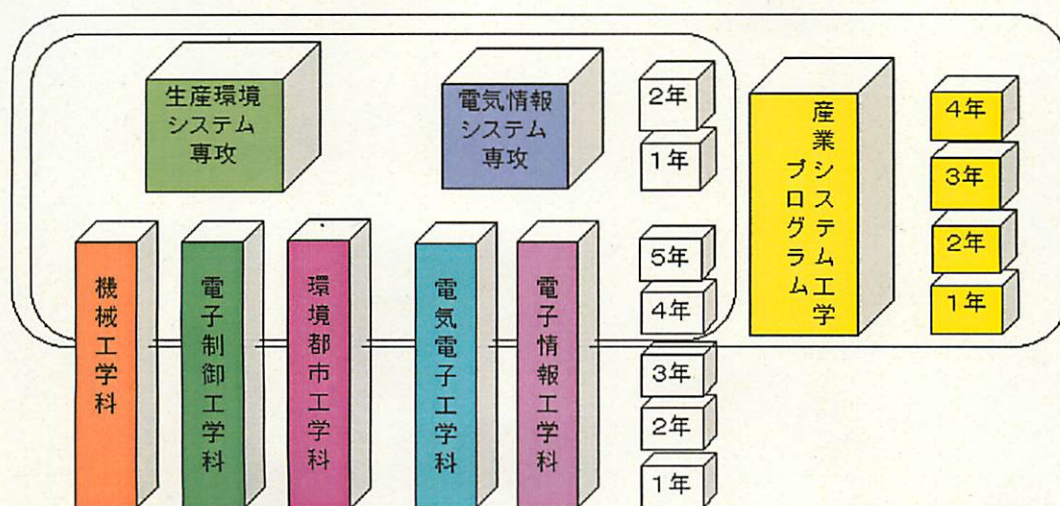 生産環境
システム
専攻
電気情報
システム
専攻
2年
1年
産業システム工学
プログラム
4年
3年
2年
1年
機械工学科
電子制御工学科
環境都市工学科
電気電子工学科
電子情報工学科
5年
4年
3年
2年
1年